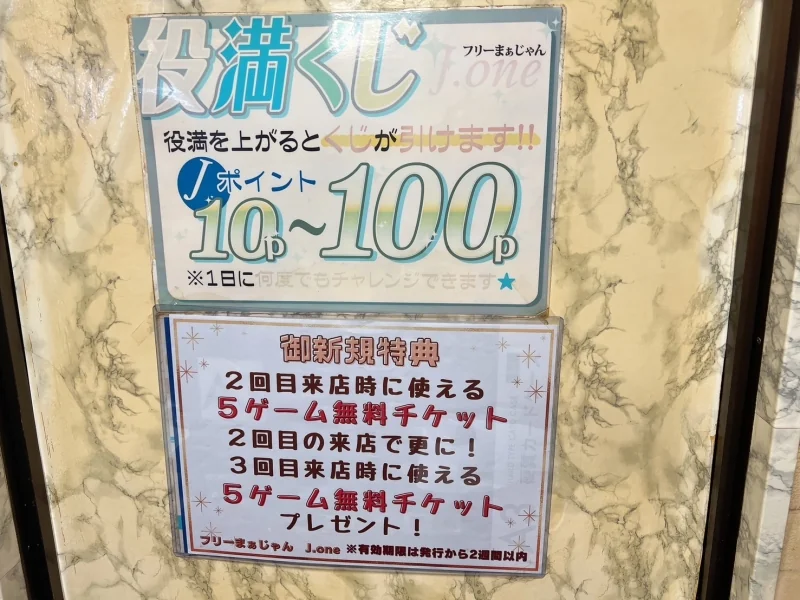 役満くじ
フリーまぁじゃん
J.one
役満を上がるとくじが引けます!!
Jポイント
10p~100p
※1日に何度でもチャレンジできます★
御新規特典
2回目来店時に使える
5ゲーム無料チケット
2回目の来店で更に!
3回目来店時に使える
5ゲーム無料チケット
プレゼント!
フリーまぁじゃん J.one ※有効期限は発行から2週間以内